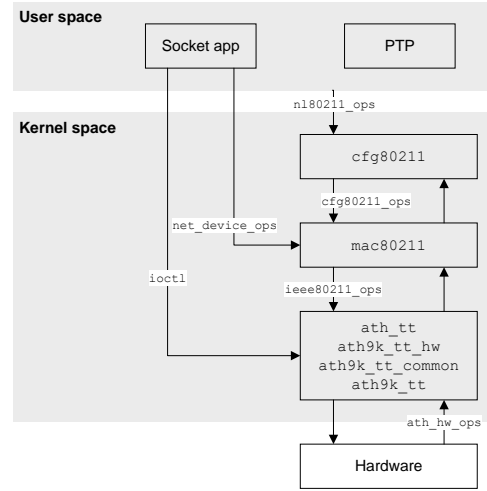 User space
Socket app
PTP
nl80211_ops
Kernel space
cfg80211
cfg80211_ops
net_device_ops
mac80211
ioctl
ieee80211_ops
ath_tt
ath9k_tt_hw
ath9k_tt_common
ath9k_tt
ath_hw_ops
Hardware